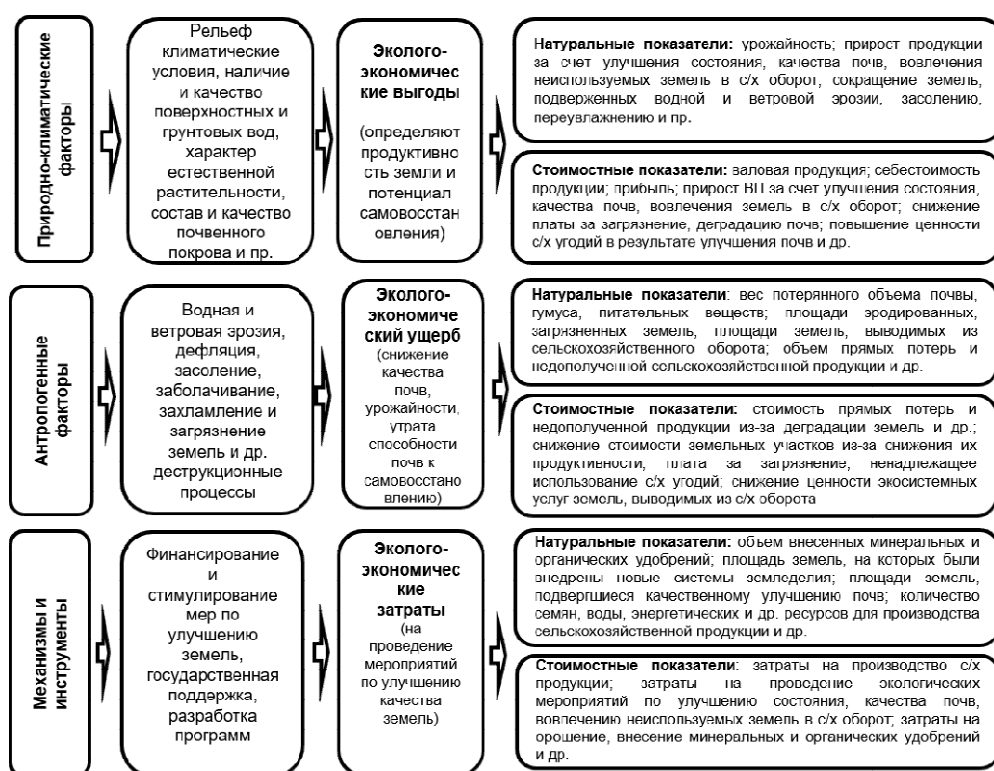 Природно-климатические
факторы
Рельеф
климатические
условия, наличие
и качество
поверхностных и
грунтовых вод,
характер
естественной
растительности,
состав и качество
почвенного
покрова и пр.
Эколого-
экономичес
кие выгоды
(определяют
продуктивно
сть земли и
потенциал
самовосстан
овления)
Натуральные показатели: урожайность; прирост продукции
за счет улучшения состояния, качества почв, вовлечения
неиспользуемых земель в с/х оборот, сокращение земель,
подверженных водной и ветровой эрозии, засолению,
переувлажнению и пр.
Стоимостные показатели: валовая продукция; себестоимость
продукции; прибыль; прирост ВП за счет улучшения состояния,
качества почв, вовлечения земель в с/х оборот; снижение
платы за загрязнение, деградацию почв; повышение ценности
с/х угодий в результате улучшения почв и др.
Антропогенные
факторы
Водная и
ветровая эрозия,
дефляция,
засоление,
заболачивание,
захламление и
загрязнение
земель и др.
деструкционные
процессы
Эколого-
экономиче
ский ущерб
(снижение
качества
почв,
урожайности,
утрата
способности
почв к
самовосстано
влению)
Натуральные показатели: вес потерянного объема почвы,
гумуса, питательных веществ; площади эродированных,
загрязненных земель, площади земель, выводимых из
сельскохозяйственного оборота; объем прямых потерь и
недополученной сельскохозяйственной продукции и др.
Стоимостные показатели: стоимость прямых потерь и
недополученной продукции из-за деградации земель и др.;
снижение стоимости земельных участков из-за снижения их
продуктивности, плата за загрязнение, ненадлежащее
использование с/х угодий; снижение ценности экосистемных
услуг земель, выводимых из с/х оборота
Механизмы и
инструменты
Финансирование
и
стимулирование
мер по
улучшению
земель,
государственная
поддержка,
разработка
программ
Эколого-
экономичес
кие
затраты
(на
проведение
мероприятий
по улучшению
качества
земель)
Натуральные показатели: объем внесенных минеральных и
органических удобрений; площадь земель, на которых были
внедрены новые системы земледелия; площади земель,
подвергшиеся качественному улучшению почв; количество
семян, воды, энергетических и др. ресурсов для производства
сельскохозяйственной продукции и др.
Стоимостные показатели: затраты на производство с/х
продукции; затраты на проведение экологических
мероприятий по улучшению состояния, качества почв,
вовлечению неиспользуемых земель в с/х оборот; затраты на
орошение, внесение минеральных и органических удобрений
и др.